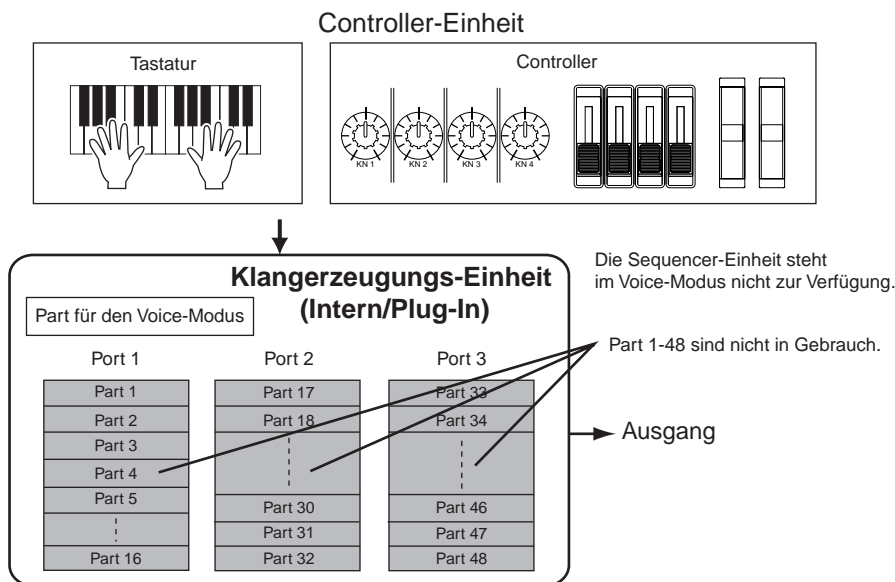 Controller-Einheit
Tastatur
Controller
KN 1
KN 2
KN 3
KN 4
Klangerzeugungs-Einheit
(Intern/Plug-In)
Die Sequencer-Einheit steht
im Voice-Modus nicht zur Verfügung.
Part für den Voice-Modus
Part 1-48 sind nicht in Gebrauch.
Port 1
Part 1
Part 2
Part 3
Part 4
Part 5
Part 16
Port 2
Part 17
Part 18
Part 30
Part 31
Part 32
Port 3
Part 33
Part 34
Part 46
Part 47
Part 48
Ausgang